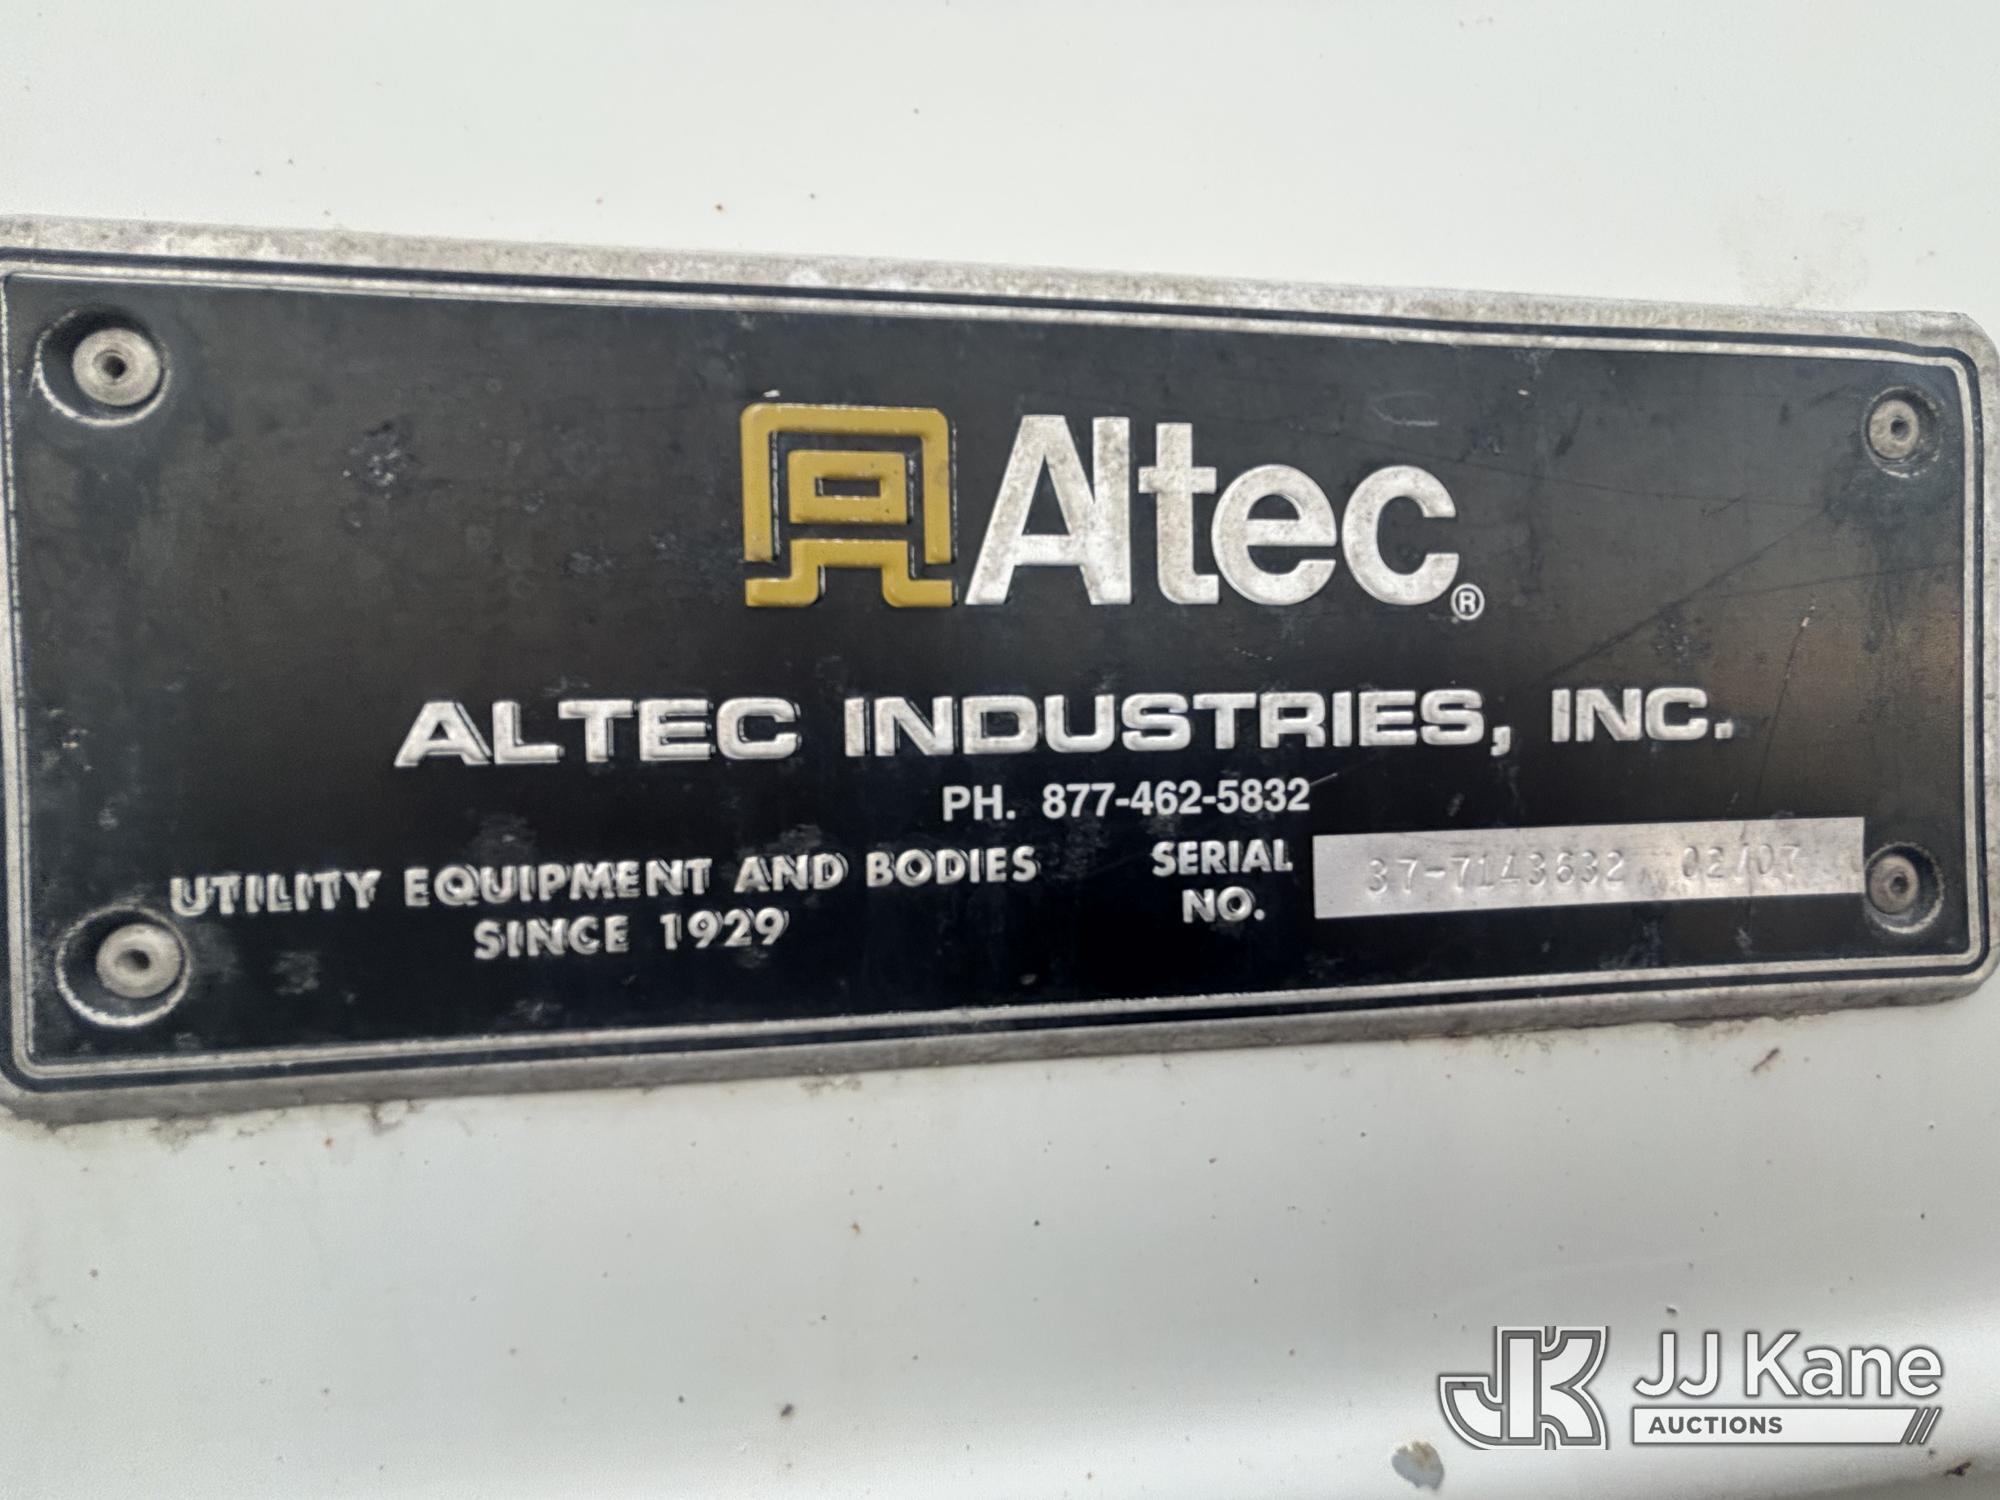 Altec®
ALTEC INDUSTRIES, INC.
PH. 877-462-5832
UTILITY EQUIPMENT AND BODIES
SINCE 1929
SERIAL
NO.
37-7143632 02/07
JK JJ Kane
AUCTIONS